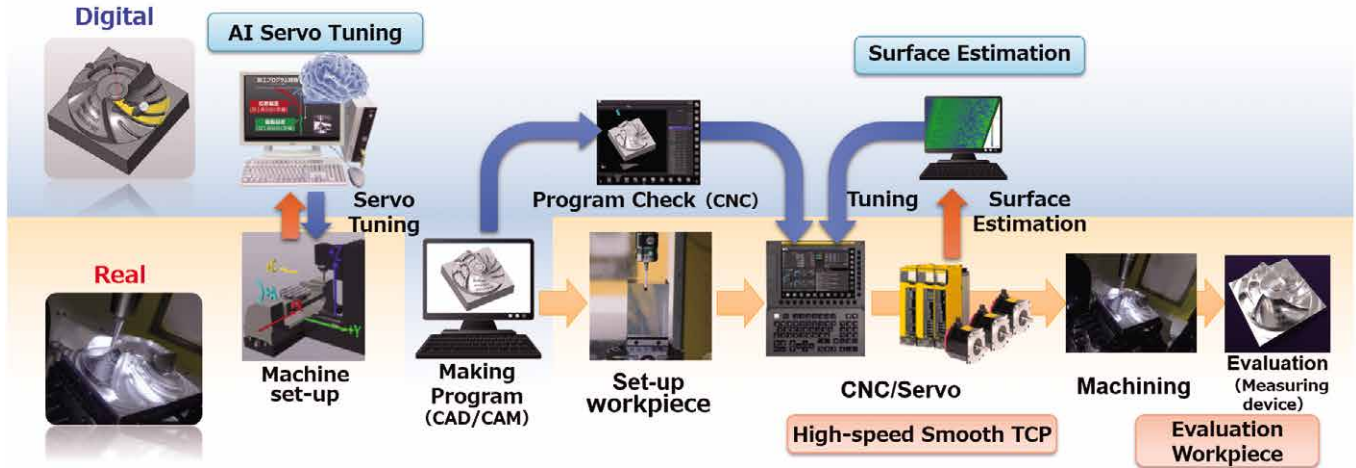 Digital
AI Servo Tuning
Surface Estimation
Servo
Tuning
Program Check (CNC)
Tuning
Surface
Estimation
Real
Machine
set-up
Making
Program
(CAD/CAM)
Set-up
workpiece
CNC/Servo
Machining
Evaluation
(Measuring
device)
High-speed Smooth TCP
Evaluation
Workpiece